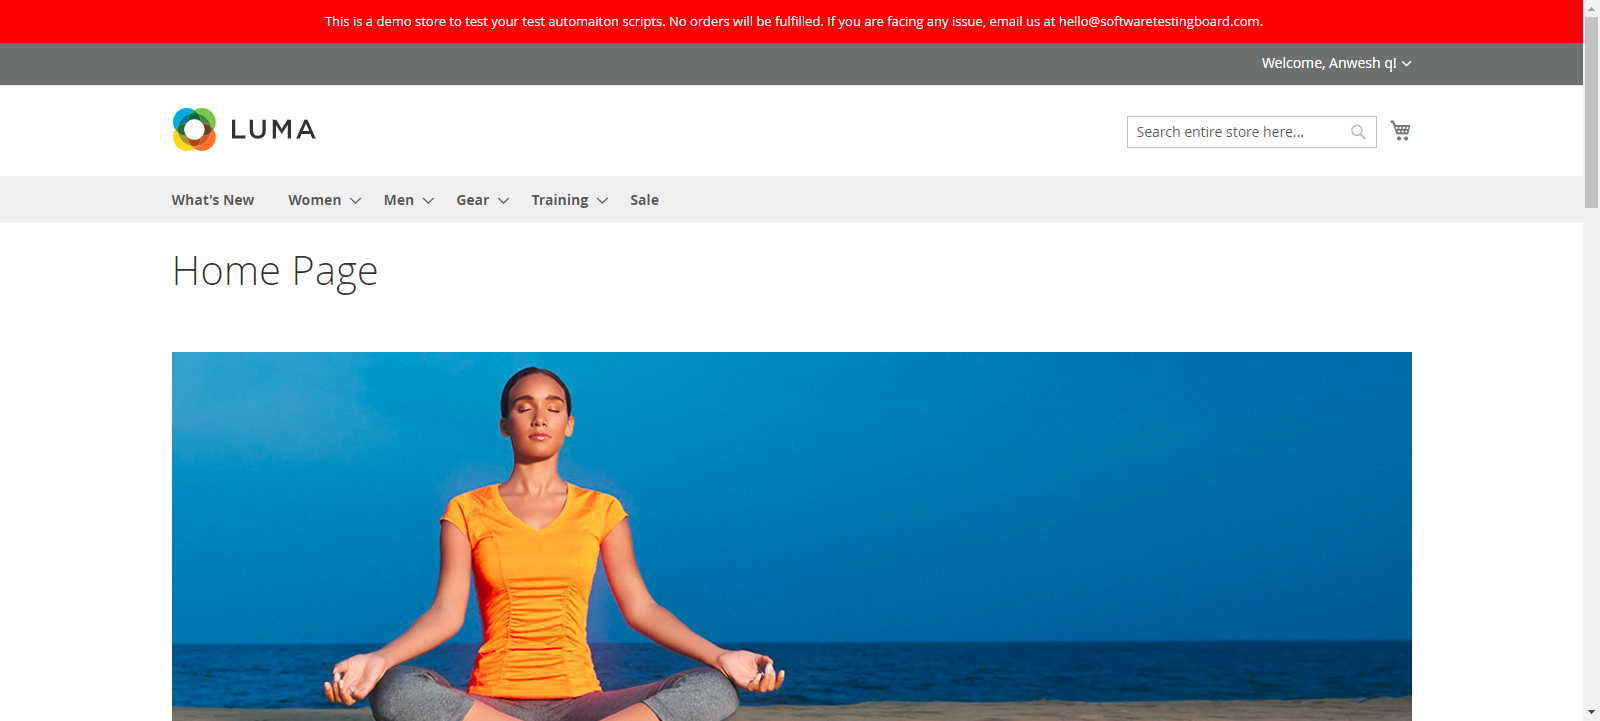 This is a demo store to test your test automaiton scripts. No orders will be fulfilled. If you are facing any issue, email us at hello@softwaretestingboard.com.
Welcome, Anwesh q!
LUMA
Search entire store here...
What's New Women Men Gear Training Sale
Home Page